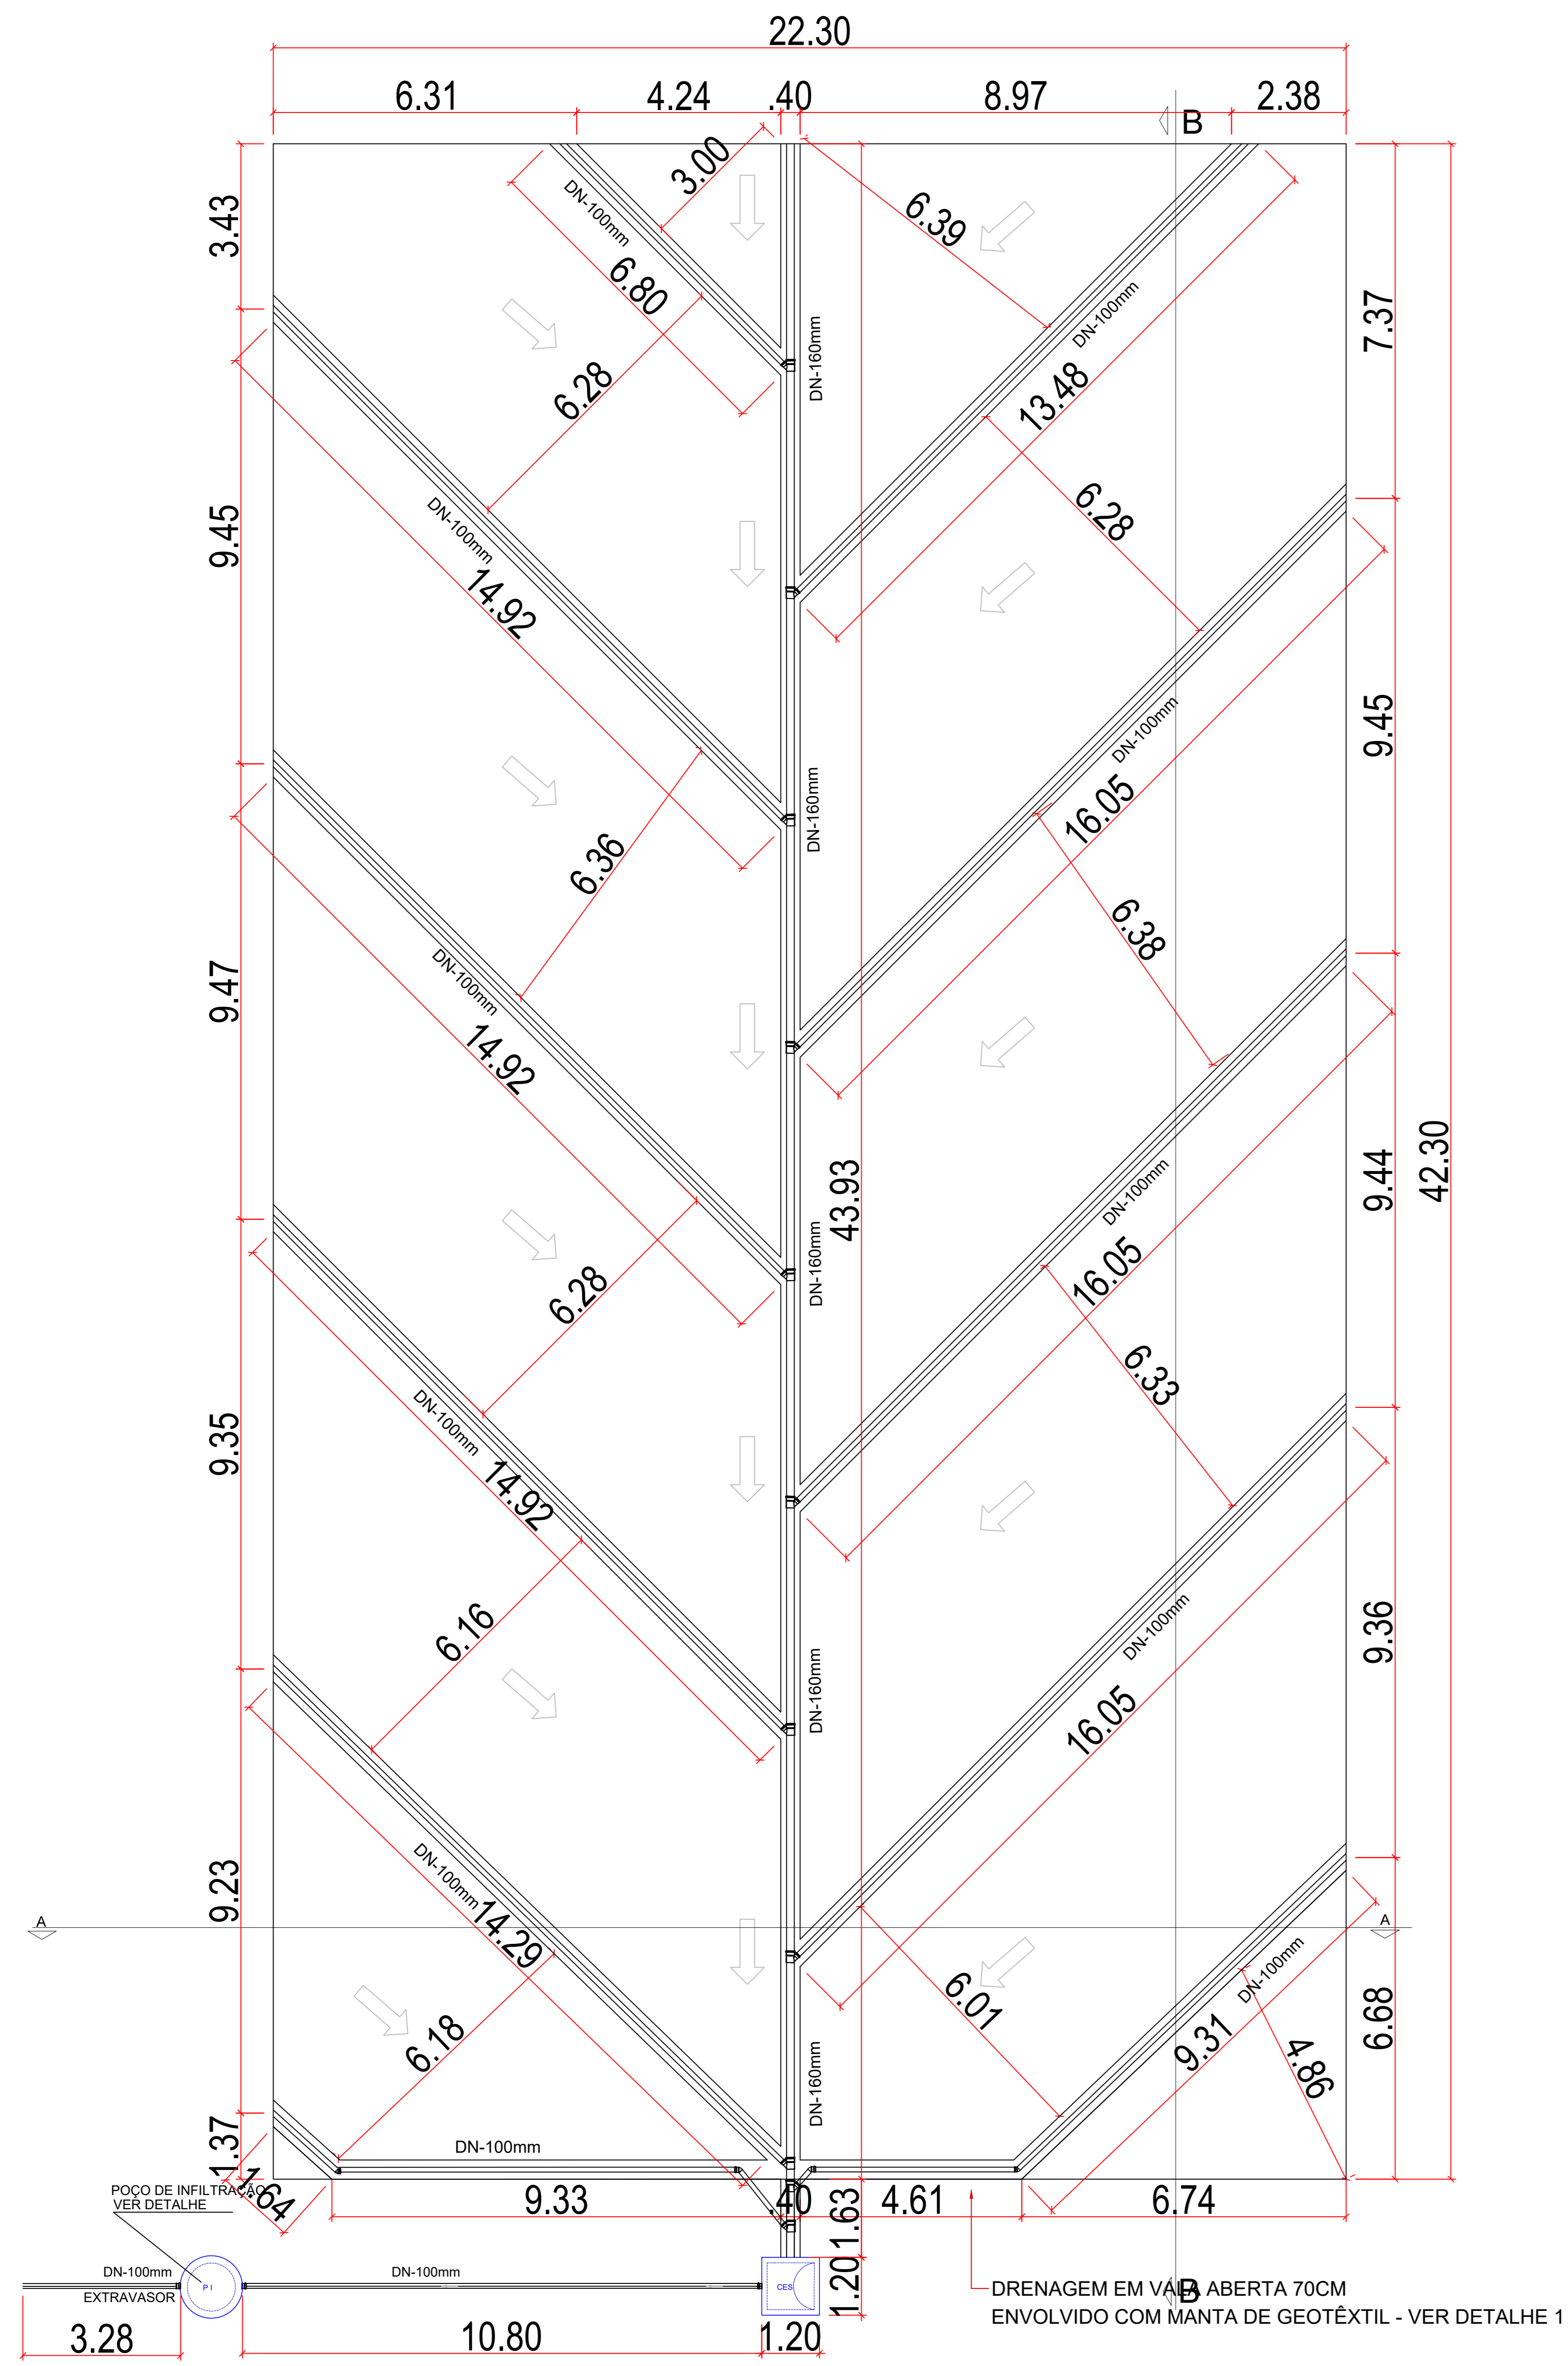 22.30
6.31
4.24
.40
8.97
2.38
B
3.00
3.43
DN-100mm
6.39
6.80
DN-100mm
7.37
DN-160mm
6.28
13.48
9.45
DN-100mm
6.28
14.92
9.45
DN-100mm
DN-160mm
16.05
6.36
6.38
9.47
DN-100mm
14.92
43.93
42.30
9.44
DN-100mm
DN-160mm
16.05
6.28
6.33
9.35
DN-100mm
14.92
9.36
6.16
DN-100mm
DN-160mm
16.05
9.23
DN-100mm
14.29
A
A
6.01
DN-100mm
6.18
9.31
6.68
4.86
DN-160mm
1.37
DN-100mm
POÇO DE INFILTRAÇÃO
VER DETALHE
1.64
9.33
.40
1.63
4.61
6.74
DN-100mm
DN-100mm
P I
CES
1.20
EXTRAVASOR
B
DRENAGEM EM VALA ABERTA 70CM
ENVOLVIDO COM MANTA DE GEOTÊXTIL - VER DETALHE 1
3.28
10.80
1.20